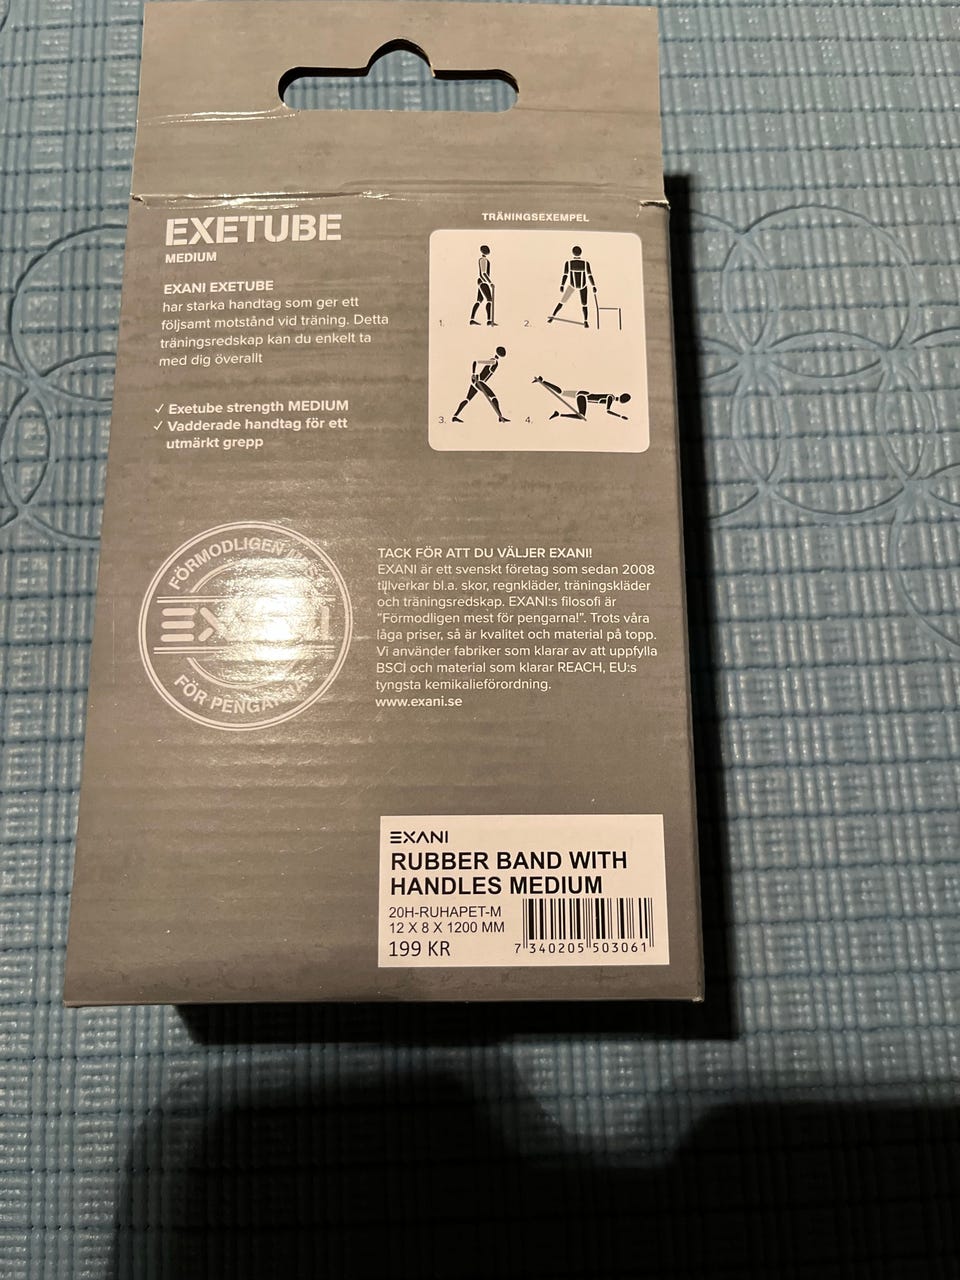 EXETUBE
MEDIUM
EXANI EXETUBE
har starka handtag som ger ett
följsamt motstånd vid träning. Detta
träningsredskap kan du enkelt ta
med dig överallt
✓ Exetube strength MEDIUM
✓ Vadderade handtag för ett
utmärkt grepp
TRÄNINGSEXEMPEL
1.
2.
3.
4.
FÖRMODLIGEN
EXANI
FÖR PENGARNA
TACK FÖR ATT DU VÄLJER EXANI!
EXANI är ett svenskt företag som sedan 2008
tillverkar bl.a. skor, regnkläder, träningskläder
och träningsredskap. EXANI:s filosofi är
"Förmodligen mest för pengarna!". Trots våra
låga priser, så är kvalitet och material på topp.
Vi använder fabriker som klarar av att uppfylla
BSCI och material som klarar REACH, EU:s
tyngsta kemikalieförordning.
www.exani.se
EXANI
RUBBER BAND WITH
HANDLES MEDIUM
20H-RUHAPET-M
12 X 8 X 1200 MM
199 KR
7 340205 503061